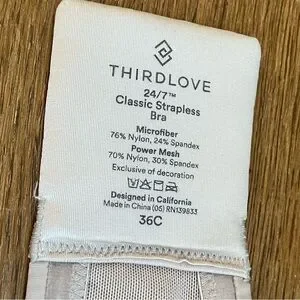 THIRDLOVE
24/7™
Classic Strapless
Bra
Microfiber
76% Nylon, 24% Spandex
Power Mesh
70% Nylon, 30% Spandex
Exclusive of decoration
Designed in California
Made in China (05) RN139833
36C